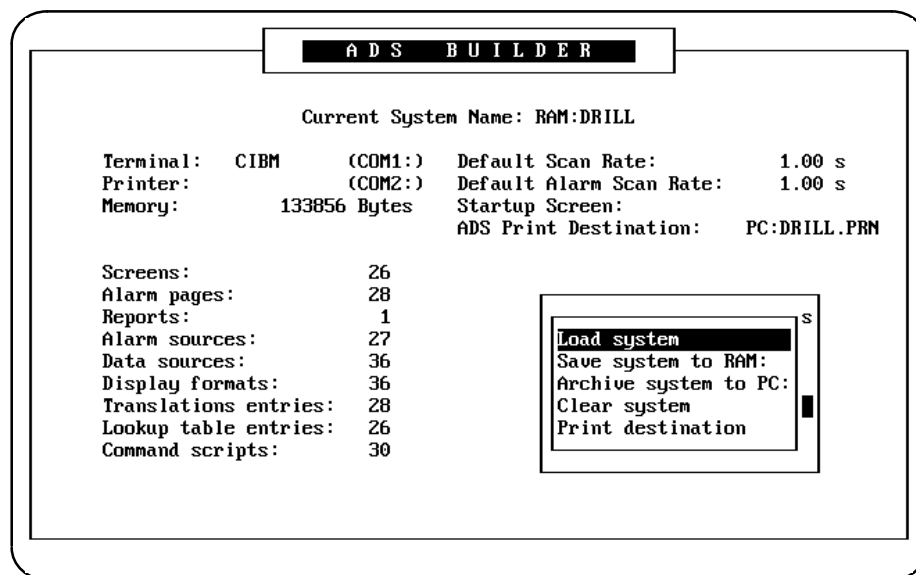 ADS BUILDER
Current System Name: RAM:DRILL
Terminal: CIBM (COM1:) Default Scan Rate: 1.00 s
Printer: (COM2:) Default Alarm Scan Rate: 1.00 s
Memory: 133856 Bytes Startup Screen:
ADS Print Destination: PC:DRILL.PRN
Screens: 26
Alarm pages: 28
Reports: 1
Alarm sources: 27
Data sources: 36
Display formats: 36
Translations entries: 28
Lookup table entries: 26
Command scripts: 30
s
Load system
Save system to RAM:
Archive system to PC:
Clear system
Print destination